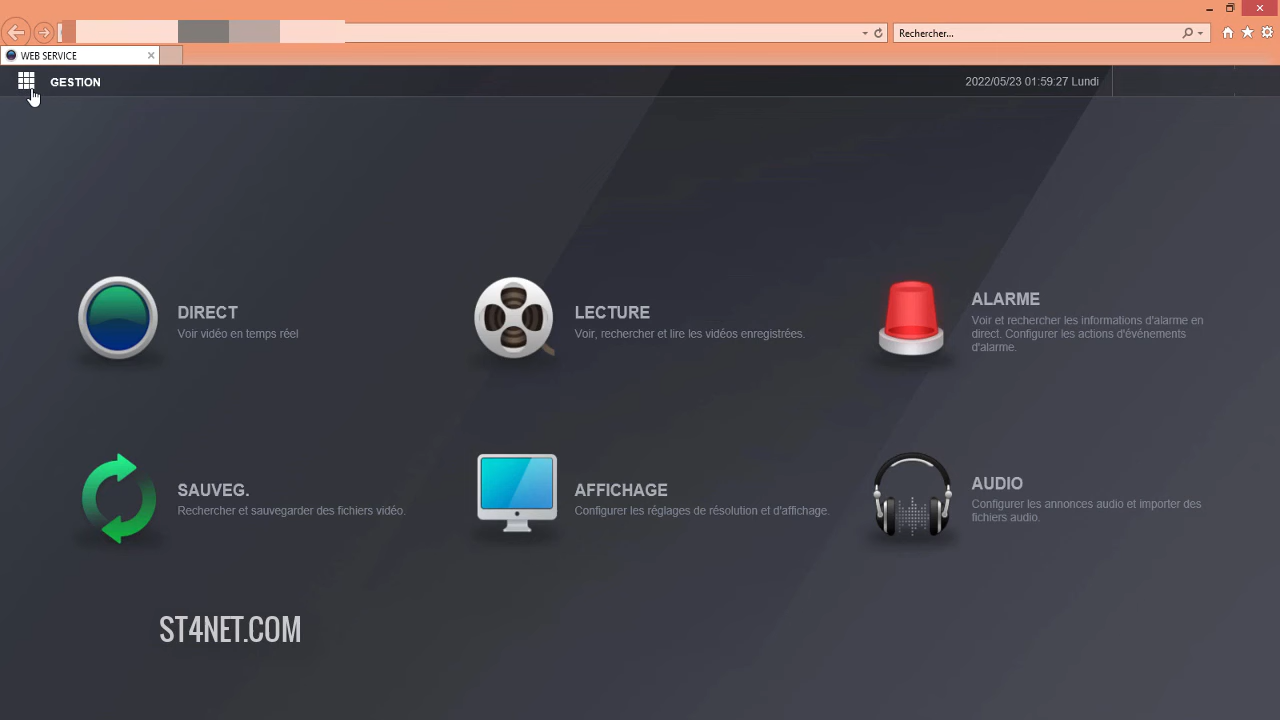 Rechercher...
WEB SERVICE
GESTION
2022/05/23 01:59:27 Lundi
DIRECT
Voir vidéo en temps réel
LECTURE
Voir, rechercher et lire les vidéos enregistrées.
ALARME
Voir et rechercher les informations d'alarme en
direct. Configurer les actions d'événements
d'alarme.
SAUVEG.
Rechercher et sauvegarder des fichiers vidéo.
AFFICHAGE
Configurer les réglages de résolution et d'affichage.
AUDIO
Configurer les annonces audio et importer des
fichiers audio.
ST4NET.COM